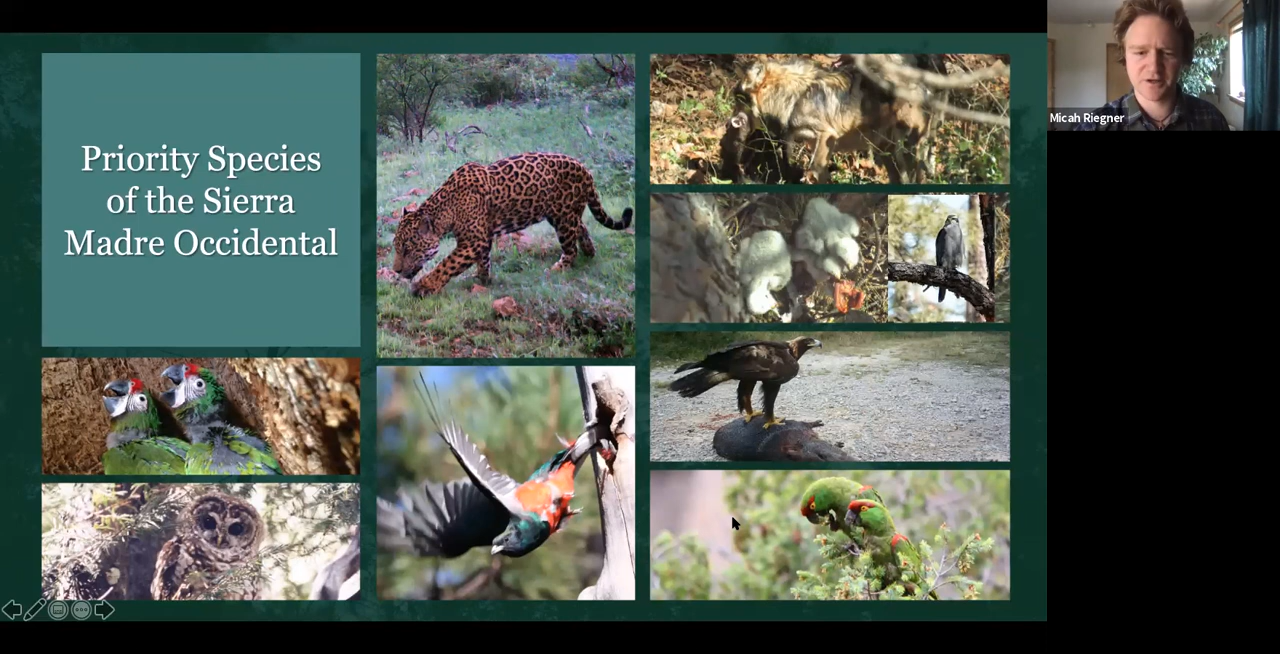 Priority Species
of the Sierra
Madre Occidental
Micah Riegner